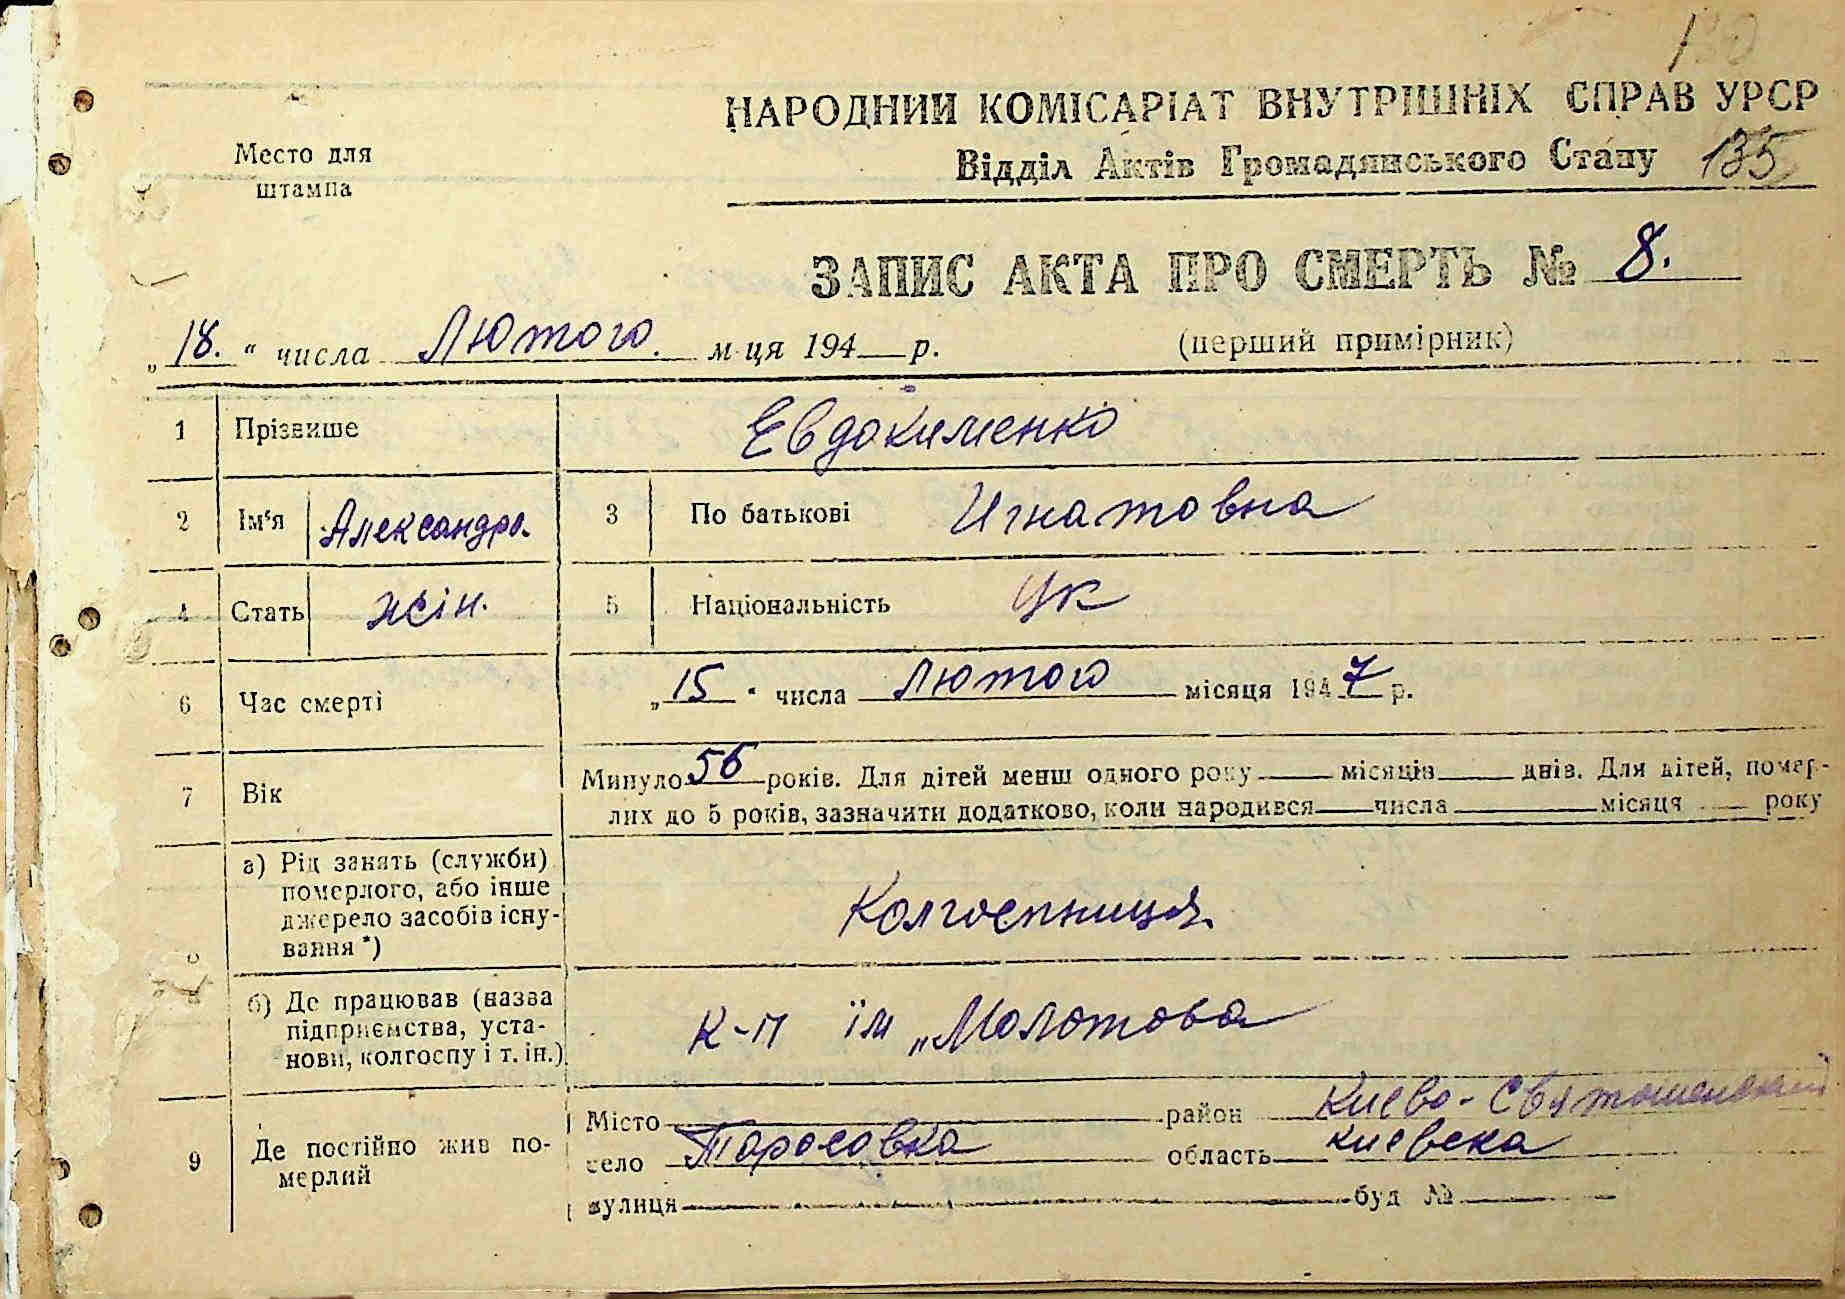 НАРОДНИЙ КОМІСАРІАТ ВНУТРІШНІХ СПРАВ УРСР
Место для
штампа
Відділ Актів Громадянського Стану 135
ЗАПИС АКТА ПРО СМЕРТЬ № 8.
„18.“ числа Лютого. м-ця 194 р. (перший примірник)
1 Прізвише Евдокименко
2 Ім'я Александра 3 По батькові Игнатовна
4 Стать жін. 5 Національність Ук
6 Час смерті „15“ числа Лютого місяця 1947 р.
7 Вік Минуло 56 років. Для дітей менш одного року місяців днів. Для дітей, помер-
лих до 5 років, зазначити додатково, коли народився числа місяця року
а) Рід занять (служби)
померлого, або інше
джерело засобів існу-
вання *) Колгоспниця
б) Де працював (назва
підприємства, уста-
нови, колгоспу і т. ін.) к-п ім „Молотова
9 Де постійно жив по-
мерлий
Місто район Киево-Святошенский
село Тарасовка область Киевска
вулиця буд №